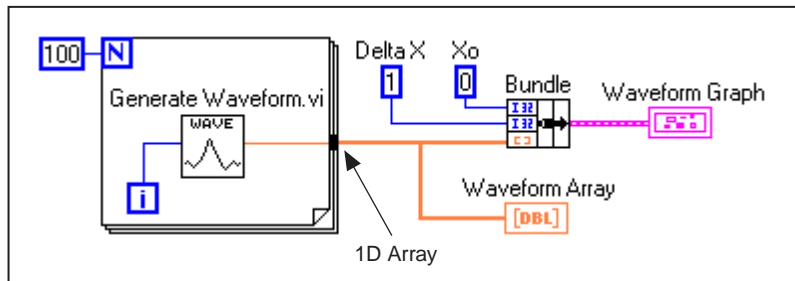 100
N
Delta X
Xo
1
0
Bundle
Generate Waveform.vi
WAVE
I32
I32
[ ]
Waveform Graph
i
Waveform Array
[DBL]
1D Array